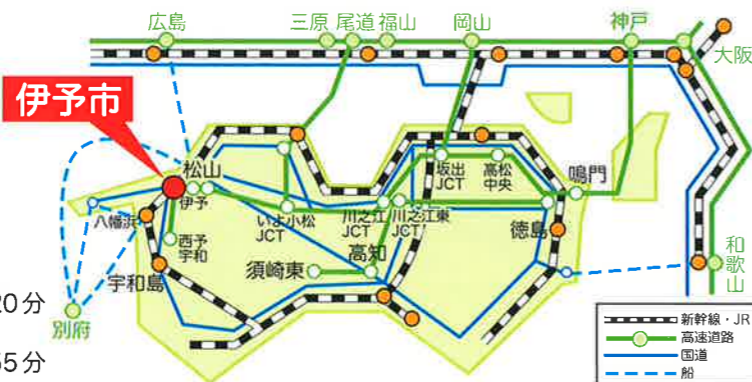 広島
三原
尾道
福山
岡山
神戸
大阪
伊予市
松山
伊予
いよ小松
JCT
川之江
JCT
川之江東
JCT
坂出
JCT
高松
中央
鳴門
八幡浜
西予
宇和
高知
須崎東
徳島
宇和島
和歌山
別府
20分
55分
新幹線・JR
高速道路
国道
船